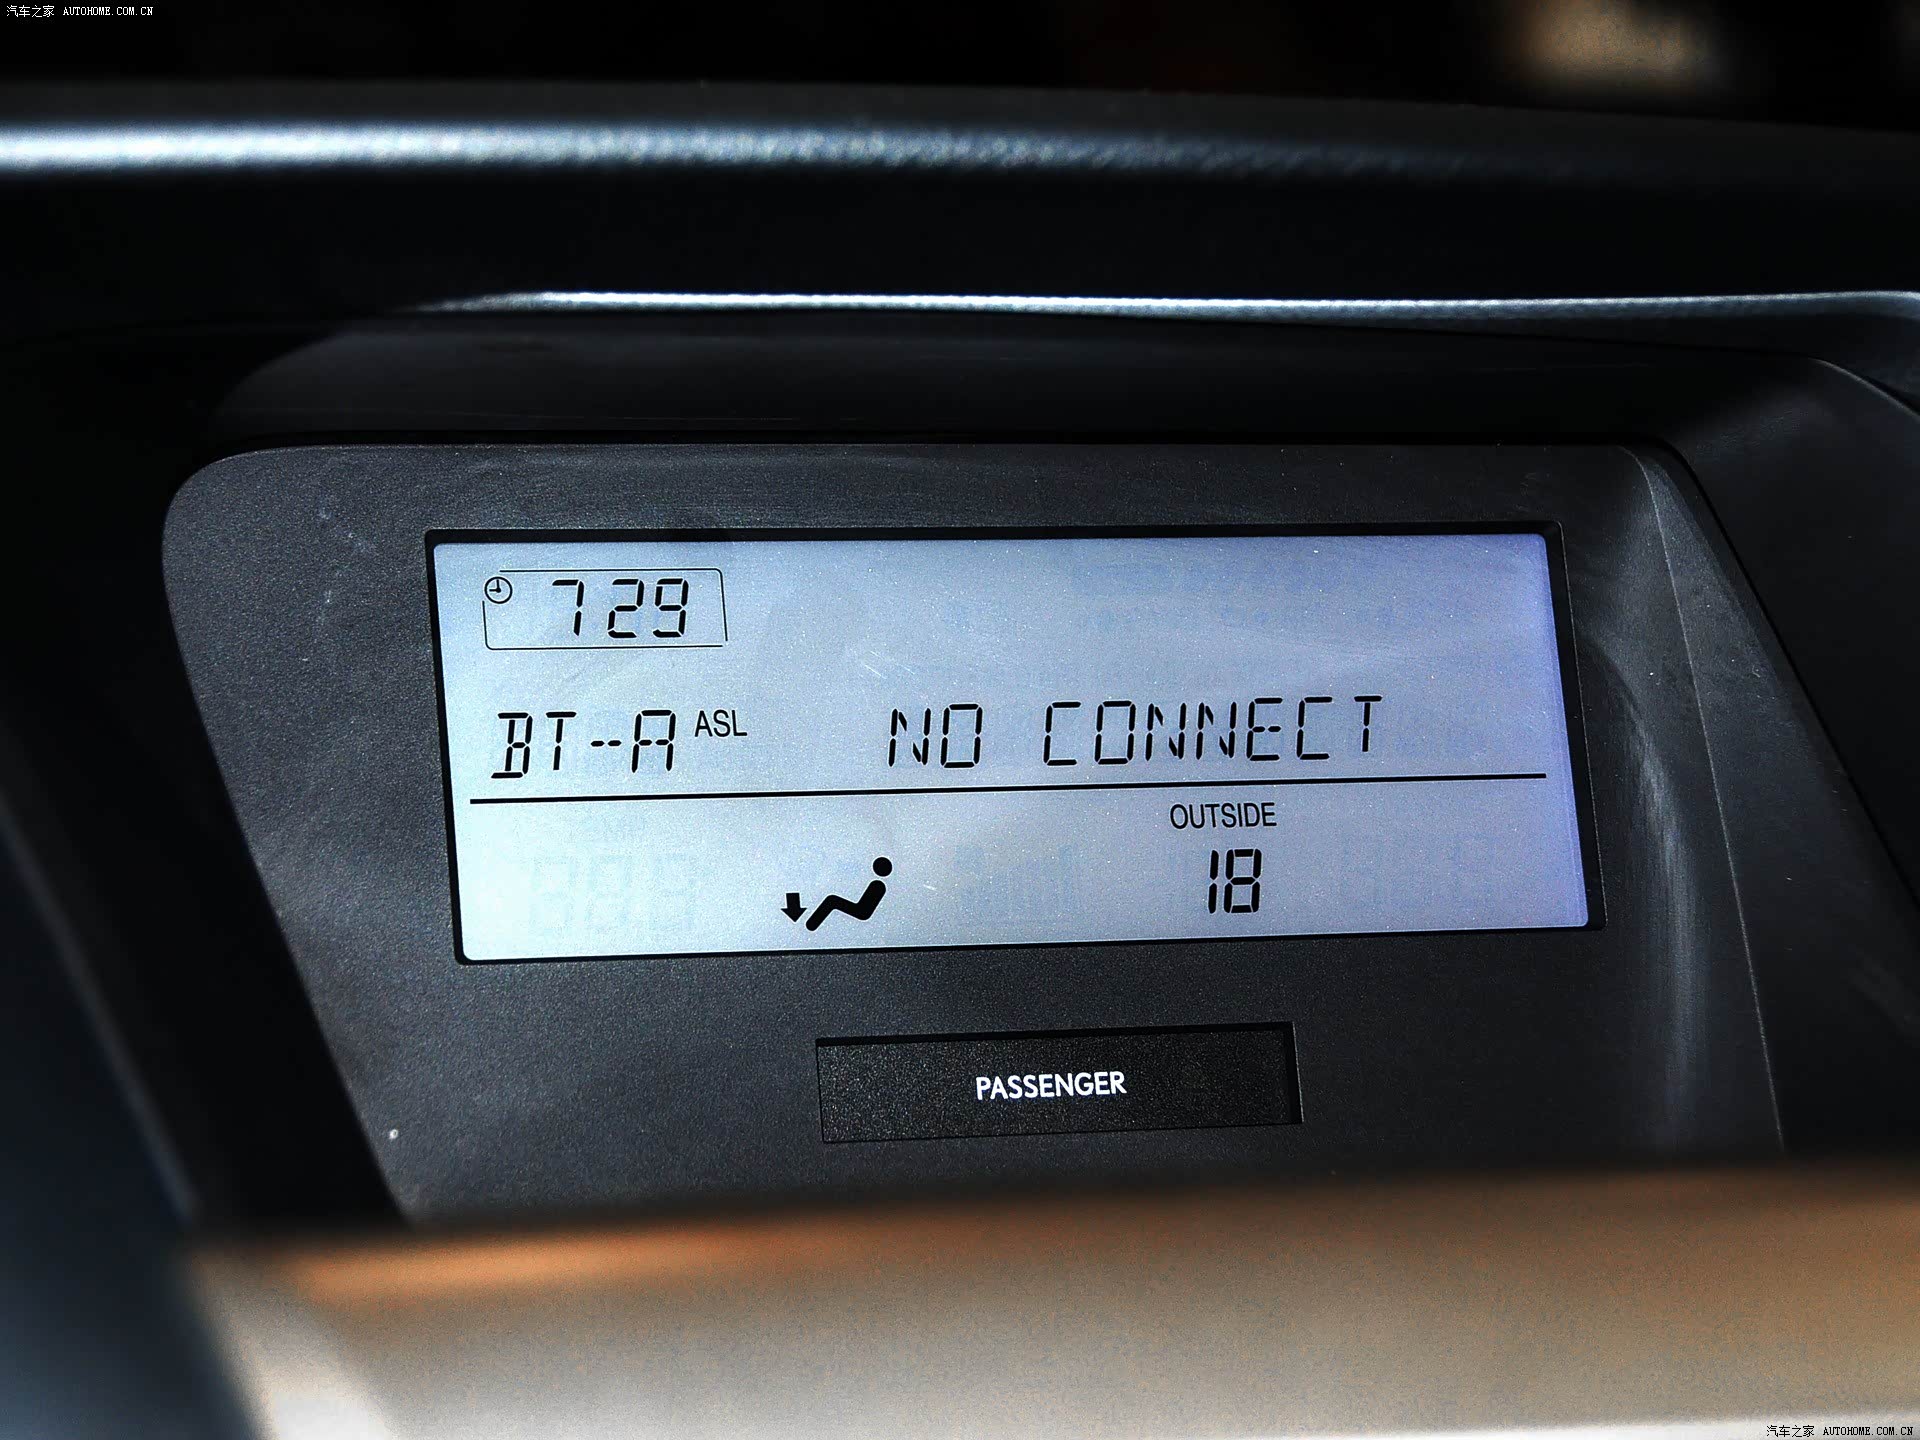 汽车之家 AUTOHOME.COM.CN
7 29
BT--A ASL NO CONNECT
OUTSIDE
18
PASSENGER
汽车之家 AUTOHOME.COM.CN